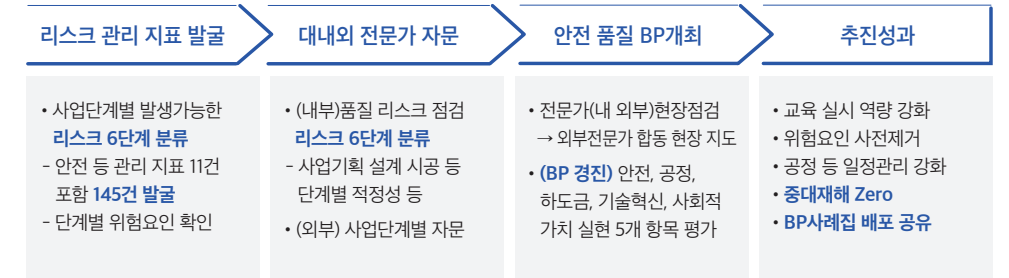 리스크 관리 지표 발굴
• 사업단계별 발생가능한
리스크 6단계 분류
- 안전 등 관리 지표 11건
포함 145건 발굴
- 단계별 위험요인 확인
대내외 전문가 자문
• (내부)품질 리스크 점검
리스크 6단계 분류
- 사업기획 설계 시공 등
단계별 적정성 등
• (외부) 사업단계별 자문
안전 품질 BP개최
• 전문가(내 외부)현장점검
→ 외부전문가 합동 현장 지도
• (BP 경진) 안전, 공정,
하도금, 기술혁신, 사회적
가치 실현 5개 항목 평가
추진성과
• 교육 실시 역량 강화
• 위험요인 사전제거
• 공정 등 일정관리 강화
• 중대재해 Zero
• BP사례집 배포 공유